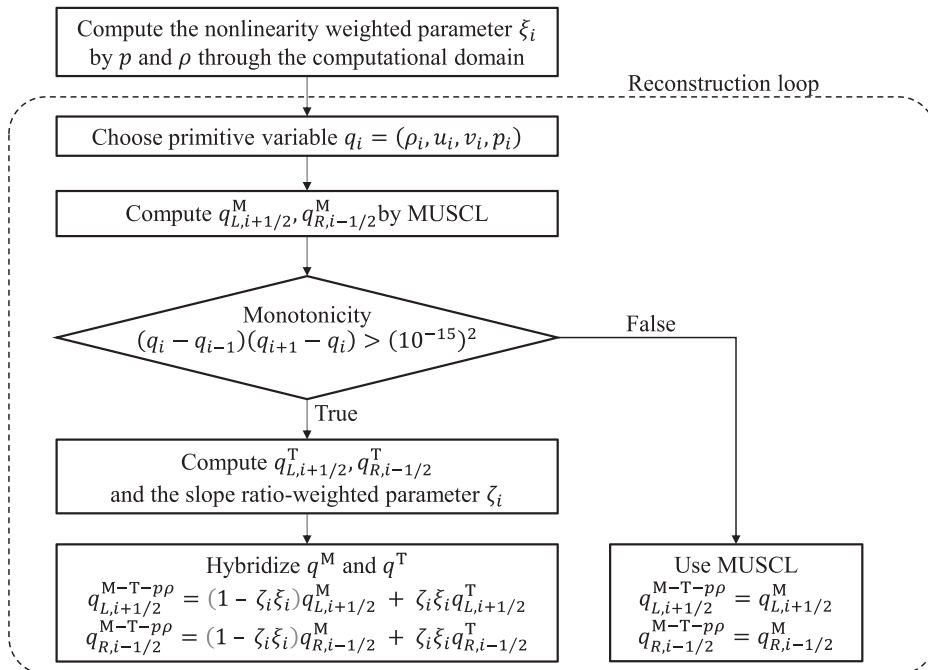 Compute the nonlinearity weighted parameter ξ_i
by p and ρ through the computational domain
Reconstruction loop
Choose primitive variable q_i = (ρ_i, u_i, v_i, p_i)
Compute q^M_{L,i+1/2}, q^M_{R,i−1/2} by MUSCL
Monotonicity
(q_i − q_{i−1})(q_{i+1} − q_i) > (10^{−15})^2
False
True
Compute q^T_{L,i+1/2}, q^T_{R,i−1/2}
and the slope ratio-weighted parameter ζ_i
Hybridize q^M and q^T
q^{M−T−pρ}_{L,i+1/2} = (1 − ζ_iξ_i)q^M_{L,i+1/2} + ζ_iξ_iq^T_{L,i+1/2}
q^{M−T−pρ}_{R,i−1/2} = (1 − ζ_iξ_i)q^M_{R,i−1/2} + ζ_iξ_iq^T_{R,i−1/2}
Use MUSCL
q^{M−T−pρ}_{L,i+1/2} = q^M_{L,i+1/2}
q^{M−T−pρ}_{R,i−1/2} = q^M_{R,i−1/2}